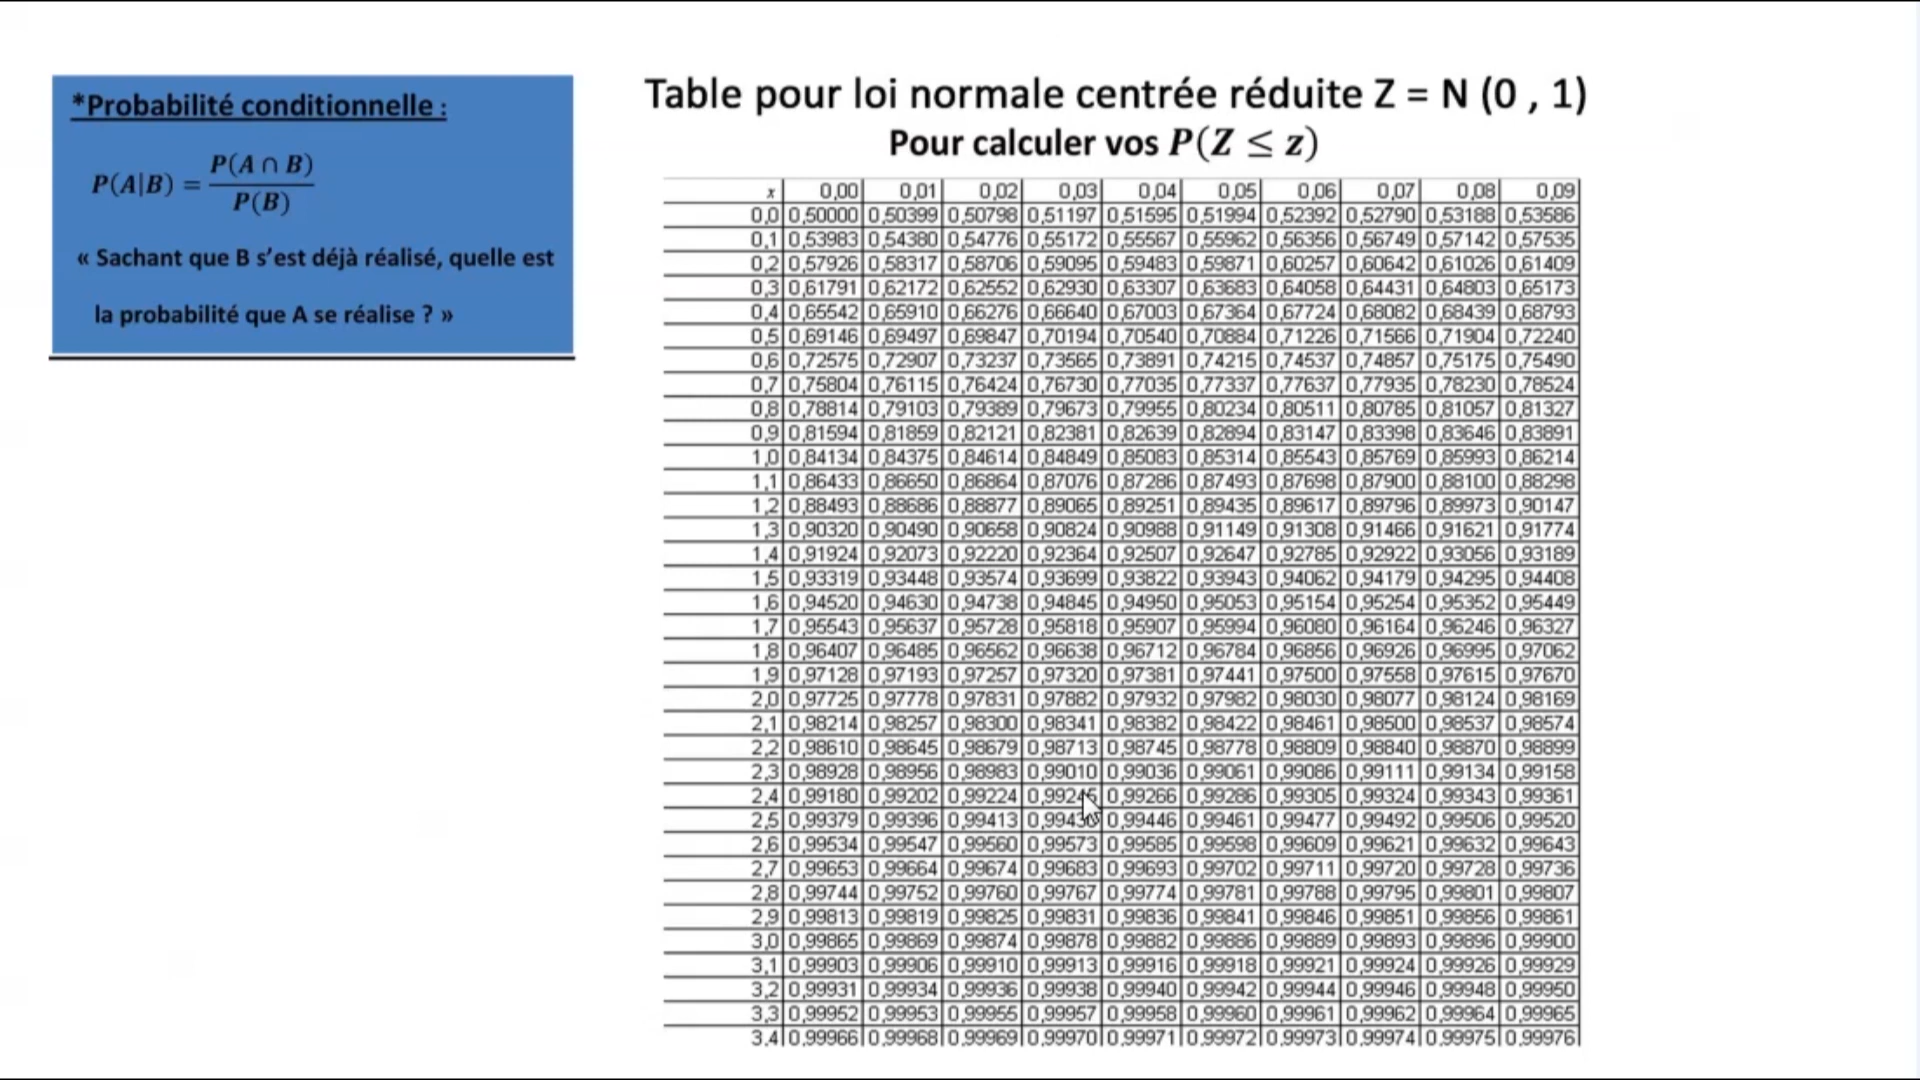 *Probabilité conditionnelle :
P(A|B) = P(A ∩ B) / P(B)
« Sachant que B s’est déjà réalisé, quelle est
la probabilité que A se réalise ? »
Table pour loi normale centrée réduite Z = N (0 , 1)
Pour calculer vos P(Z ≤ z)
x 0,00 0,01 0,02 0,03 0,04 0,05 0,06 0,07 0,08 0,09
0,0 0,50000 0,50399 0,50798 0,51197 0,51595 0,51994 0,52392 0,52790 0,53188 0,53586
0,1 0,53983 0,54380 0,54776 0,55172 0,55567 0,55962 0,56356 0,56749 0,57142 0,57535
0,2 0,57926 0,58317 0,58706 0,59095 0,59483 0,59871 0,60257 0,60642 0,61026 0,61409
0,3 0,61791 0,62172 0,62552 0,62930 0,63307 0,63683 0,64058 0,64431 0,64803 0,65173
0,4 0,65542 0,65910 0,66276 0,66640 0,67003 0,67364 0,67724 0,68082 0,68439 0,68793
0,5 0,69146 0,69497 0,69847 0,70194 0,70540 0,70884 0,71226 0,71566 0,71904 0,72240
0,6 0,72575 0,72907 0,73237 0,73565 0,73891 0,74215 0,74537 0,74857 0,75175 0,75490
0,7 0,75804 0,76115 0,76424 0,76730 0,77035 0,77337 0,77637 0,77935 0,78230 0,78524
0,8 0,78814 0,79103 0,79389 0,79673 0,79955 0,80234 0,80511 0,80785 0,81057 0,81327
0,9 0,81594 0,81859 0,82121 0,82381 0,82639 0,82894 0,83147 0,83398 0,83646 0,83891
1,0 0,84134 0,84375 0,84614 0,84849 0,85083 0,85314 0,85543 0,85769 0,85993 0,86214
1,1 0,86433 0,86650 0,86864 0,87076 0,87286 0,87493 0,87698 0,87900 0,88100 0,88298
1,2 0,88493 0,88686 0,88877 0,89065 0,89251 0,89435 0,89617 0,89796 0,89973 0,90147
1,3 0,90320 0,90490 0,90658 0,90824 0,90988 0,91149 0,91308 0,91466 0,91621 0,91774
1,4 0,91924 0,92073 0,92220 0,92364 0,92507 0,92647 0,92785 0,92922 0,93056 0,93189
1,5 0,93319 0,93448 0,93574 0,93699 0,93822 0,93943 0,94062 0,94179 0,94295 0,94408
1,6 0,94520 0,94630 0,94738 0,94845 0,94950 0,95053 0,95154 0,95254 0,95352 0,95449
1,7 0,95543 0,95637 0,95728 0,95818 0,95907 0,95994 0,96080 0,96164 0,96246 0,96327
1,8 0,96407 0,96485 0,96562 0,96638 0,96712 0,96784 0,96856 0,96926 0,96995 0,97062
1,9 0,97128 0,97193 0,97257 0,97320 0,97381 0,97441 0,97500 0,97558 0,97615 0,97670
2,0 0,97725 0,97778 0,97831 0,97882 0,97932 0,97982 0,98030 0,98077 0,98124 0,98169
2,1 0,98214 0,98257 0,98300 0,98341 0,98382 0,98422 0,98461 0,98500 0,98537 0,98574
2,2 0,98610 0,98645 0,98679 0,98713 0,98745 0,98778 0,98809 0,98840 0,98870 0,98899
2,3 0,98928 0,98956 0,98983 0,99010 0,99036 0,99061 0,99086 0,99111 0,99134 0,99158
2,4 0,99180 0,99202 0,99224 0,99266 0,99286 0,99305 0,99324 0,99343 0,99361
2,5 0,99379 0,99396 0,99413 0,99446 0,99461 0,99477 0,99492 0,99506 0,99520
2,6 0,99534 0,99547 0,99560 0,99573 0,99585 0,99598 0,99609 0,99621 0,99632 0,99643
2,7 0,99653 0,99664 0,99674 0,99683 0,99693 0,99702 0,99711 0,99720 0,99728 0,99736
2,8 0,99744 0,99752 0,99760 0,99767 0,99774 0,99781 0,99788 0,99795 0,99801 0,99807
2,9 0,99813 0,99819 0,99825 0,99831 0,99836 0,99841 0,99846 0,99851 0,99856 0,99861
3,0 0,99865 0,99869 0,99874 0,99878 0,99882 0,99886 0,99889 0,99893 0,99896 0,99900
3,1 0,99903 0,99906 0,99910 0,99913 0,99916 0,99918 0,99921 0,99924 0,99926 0,99929
3,2 0,99931 0,99934 0,99936 0,99938 0,99940 0,99942 0,99944 0,99946 0,99948 0,99950
3,3 0,99952 0,99953 0,99955 0,99957 0,99958 0,99960 0,99961 0,99962 0,99964 0,99965
3,4 0,99966 0,99968 0,99969 0,99970 0,99971 0,99972 0,99973 0,99974 0,99975 0,99976